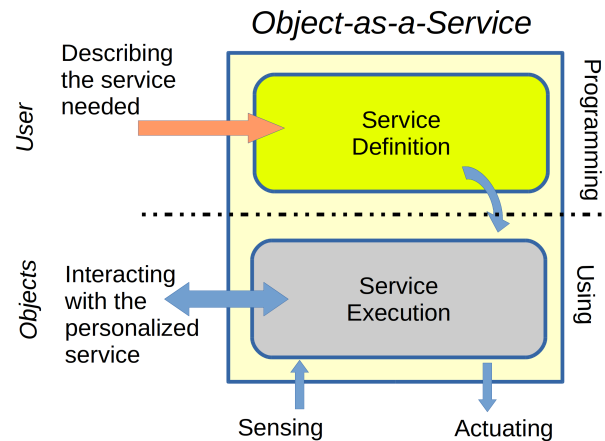 Object-as-a-Service
Describing
the service
needed
User
Service
Definition
Programming
Objects
Interacting
with the
personalized
service
Service
Execution
Using
Sensing
Actuating